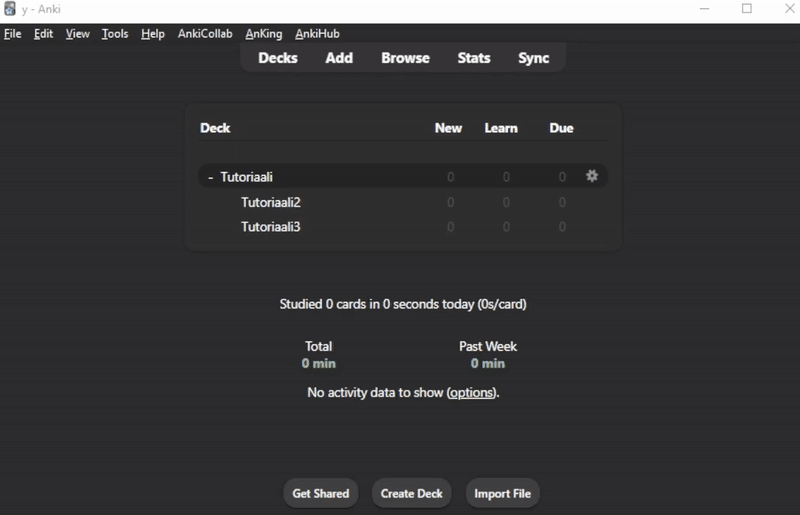 y - Anki
File Edit View Tools Help AnkiCollab AnKing AnkiHub
Decks Add Browse Stats Sync
Deck New Learn Due
- Tutoriaali 0 0 0
Tutoriaali2 0 0 0
Tutoriaali3 0 0 0
Studied 0 cards in 0 seconds today (0s/card)
Total Past Week
0 min 0 min
No activity data to show (options).
Get Shared Create Deck Import File